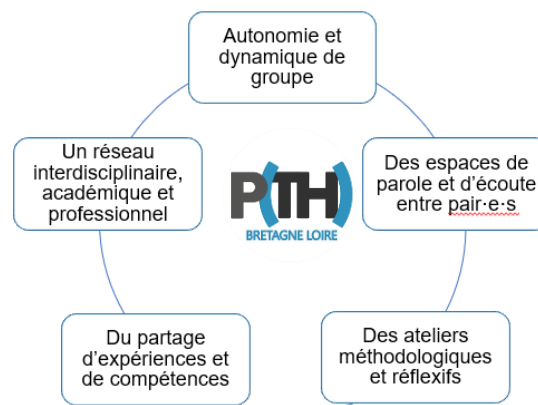 Autonomie et
dynamique de
groupe
Un réseau
interdisciplinaire,
académique et
professionnel
Des espaces de
parole et d'écoute
entre pair·e·s
P(TH)
BRETAGNE LOIRE
Du partage
d'expériences et
de compétences
Des ateliers
méthodologiques
et réflexifs